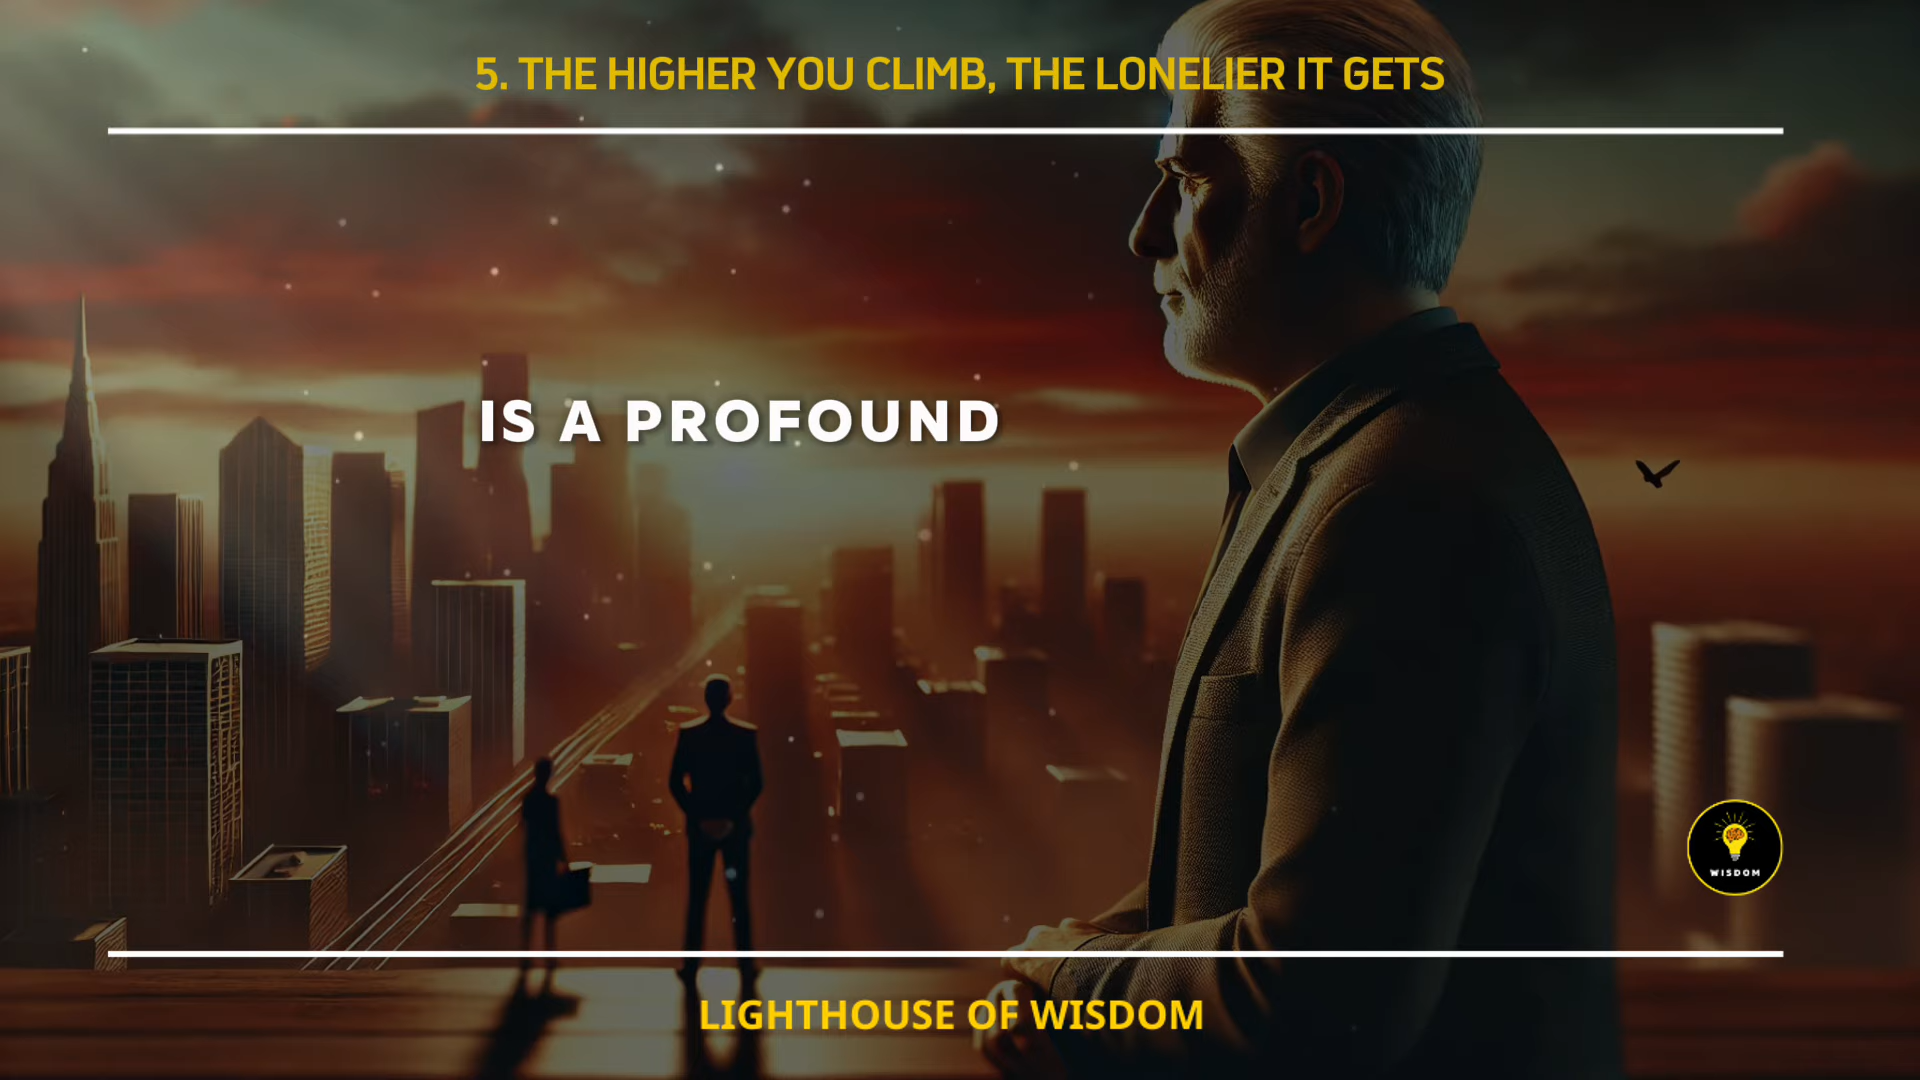 5. THE HIGHER YOU CLIMB, THE LONELIER IT GETS
IS A PROFOUND
WISDOM
LIGHTHOUSE OF WISDOM